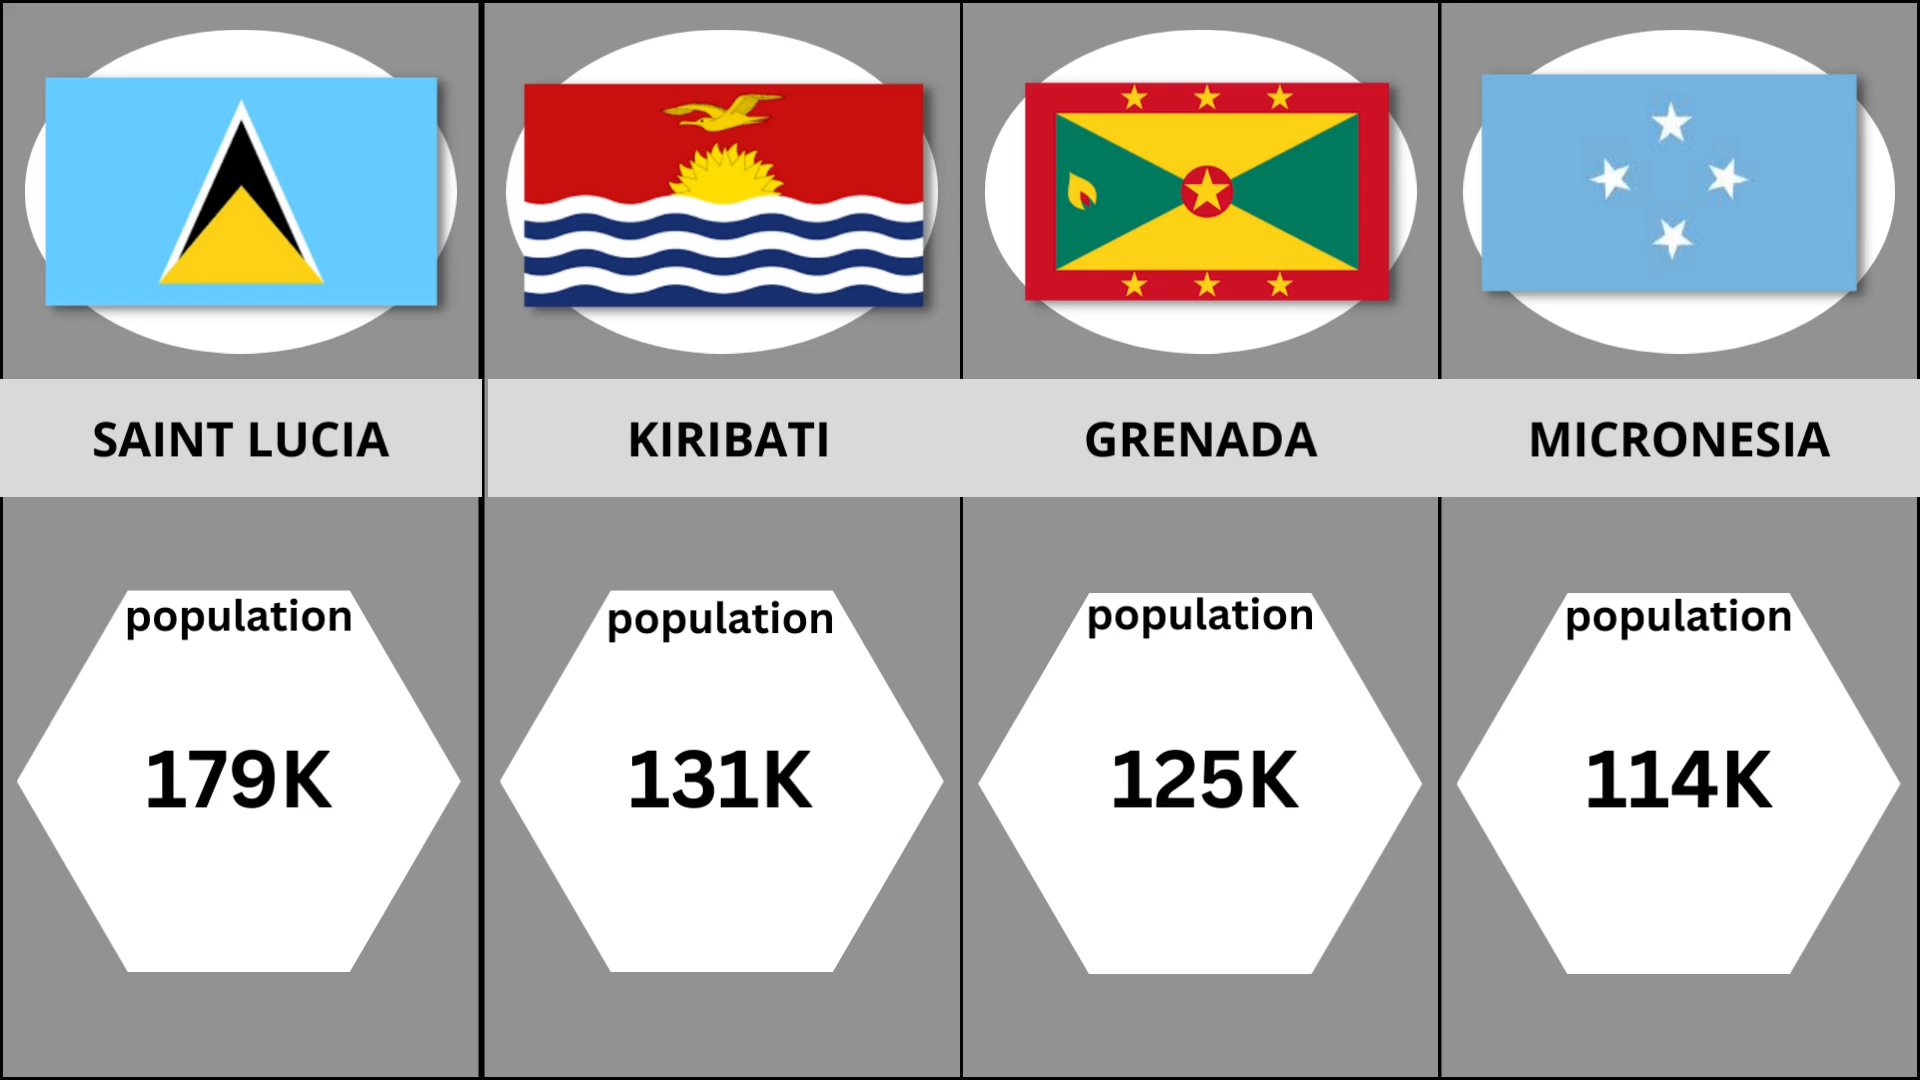 SAINT LUCIA
KIRIBATI
GRENADA
MICRONESIA
population
179K
population
131K
population
125K
population
114K